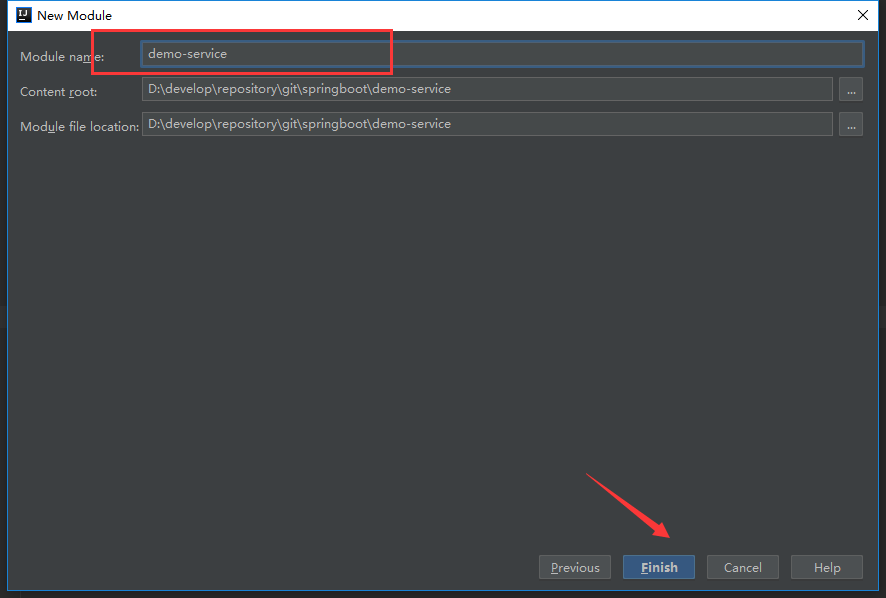 New Module
Module name: demo-service
Content root: D:\develop\repository\git\springboot\demo-service ...
Module file location: D:\develop\repository\git\springboot\demo-service ...
Previous Finish Cancel Help